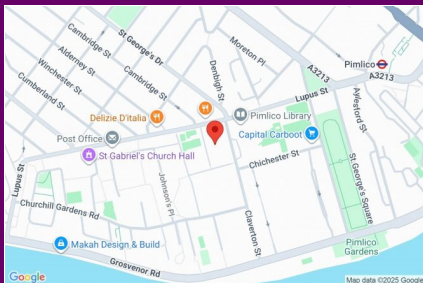 Cambridge St
St George's Dr
Moreton Pl
Alderney St
Denbigh St
A3213
Pimlico
A3213
Winchester St
Cambridge St
Cumberland St
Lupus St
Delizie D'italia
Pimlico Library
Aylesford St
Post Office
Capital Carboot
St Gabriel's Church Hall
Chichester St
Lupus St
Johnson's Pl
St George's Square
Churchill Gardens Rd
Claverton St
Makah Design & Build
Pimlico
Gardens
Grosvenor Rd
Google
Map data ©2025 Google